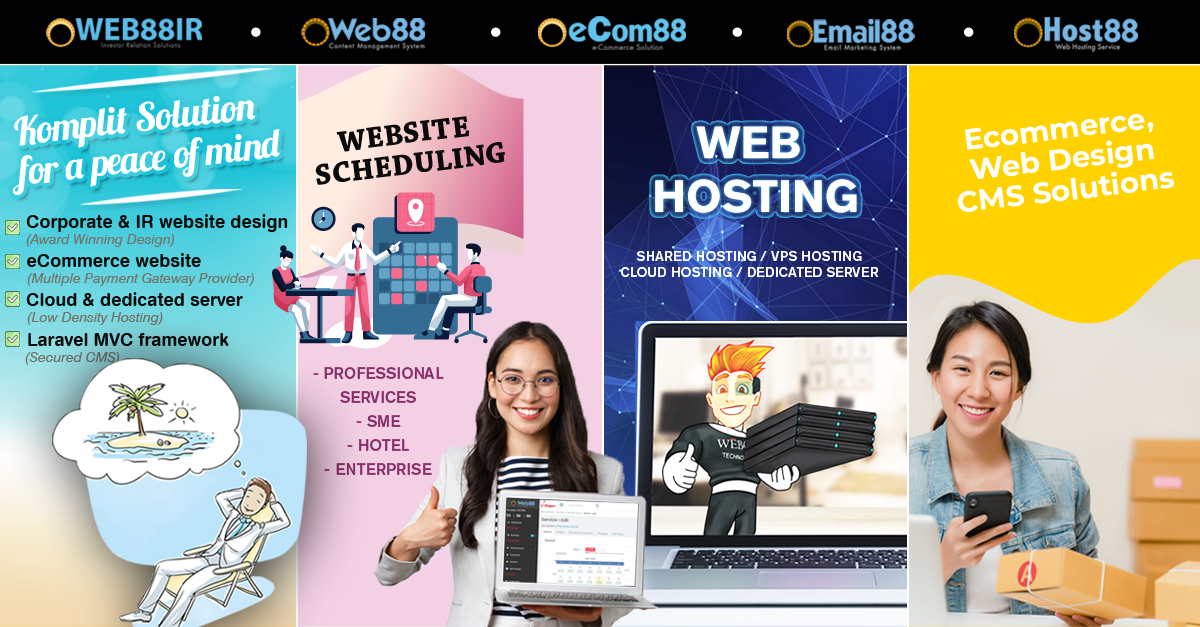 WEB88IR
Investor Relation Solutions
Web88
Content Management System
eCom88
e-Commerce Solution
Email88
Email Marketing System
Host88
Web Hosting Service
Komplit Solution
for a peace of mind
Corporate & IR website design
(Award Winning Design)
eCommerce website
(Multiple Payment Gateway Provider)
Cloud & dedicated server
(Low Density Hosting)
Laravel MVC framework
(Secured CMS)
WEBSITE
SCHEDULING
- PROFESSIONAL
SERVICES
- SME
- HOTEL
- ENTERPRISE
Web88
Service - Edit
WEB
HOSTING
SHARED HOSTING / VPS HOSTING
CLOUD HOSTING / DEDICATED SERVER
Ecommerce,
Web Design
CMS Solutions
A